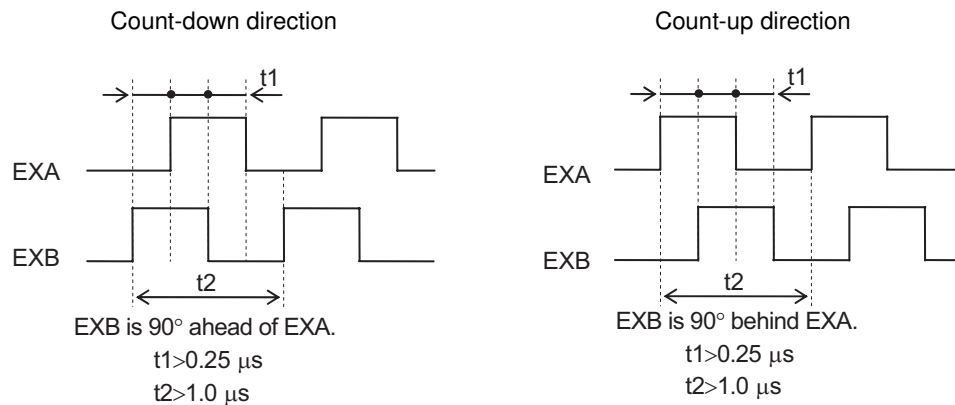 Count-down direction
t1
EXA
EXB
t2
EXB is 90° ahead of EXA.
t1>0.25 μs
t2>1.0 μs
Count-up direction
t1
EXA
EXB
t2
EXB is 90° behind EXA.
t1>0.25 μs
t2>1.0 μs